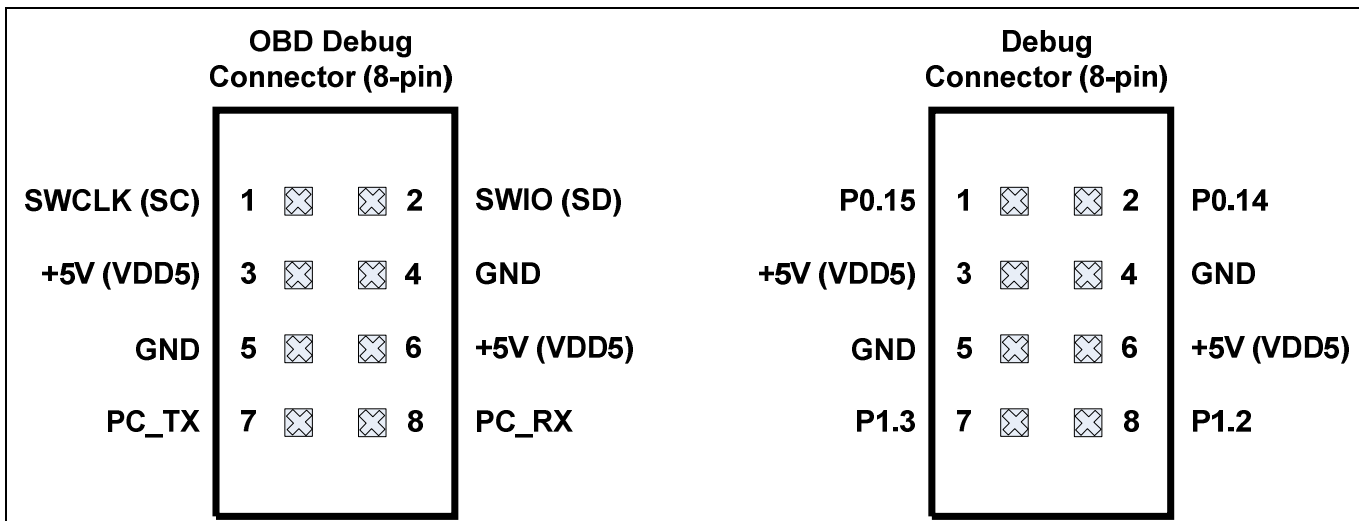 OBD Debug
Connector (8-pin)
SWCLK (SC) 1 2 SWIO (SD)
+5V (VDD5) 3 4 GND
GND 5 6 +5V (VDD5)
PC_TX 7 8 PC_RX
Debug
Connector (8-pin)
P0.15 1 2 P0.14
+5V (VDD5) 3 4 GND
GND 5 6 +5V (VDD5)
P1.3 7 8 P1.2